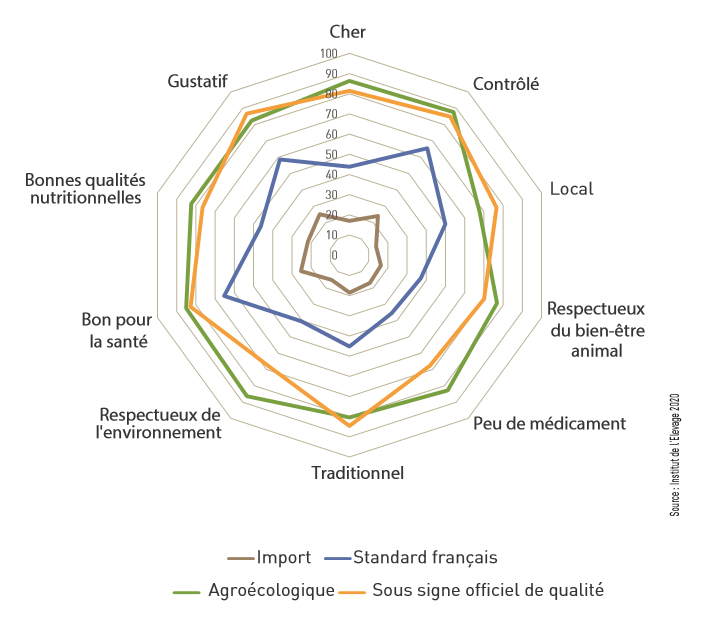 Cher
100
90
80
70
60
50
40
30
20
10
0
Gustatif
Contrôlé
Bonnes qualités
nutritionnelles
Local
Respectueux
du bien-être
animal
Bon pour
la santé
Respectueux de
l'environnement
Peu de médicament
Traditionnel
Source : Institut de l'Elevage 2020
Import
Standard français
Agroécologique
Sous signe officiel de qualité